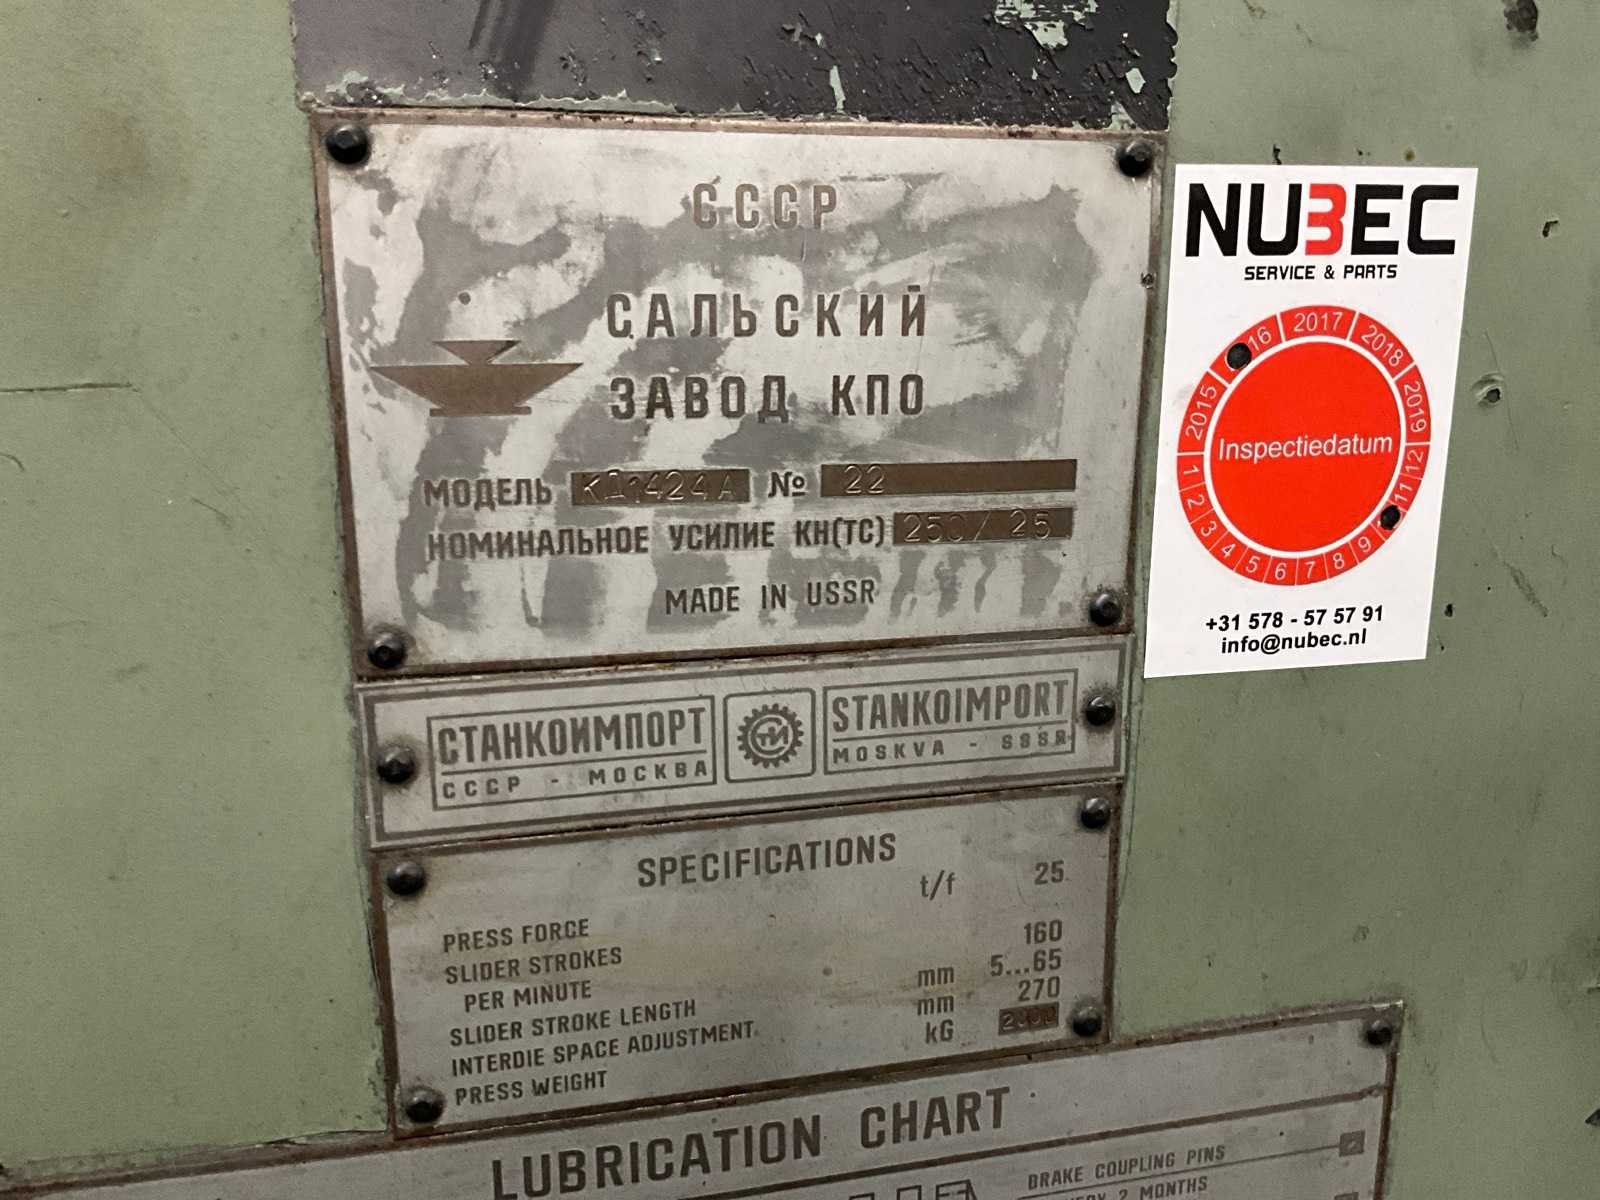 СССР
САЛЬСКИЙ
ЗАВОД КПО
МОДЕЛЬ КД1424А № 22
НОМИНАЛЬНОЕ УСИЛИЕ КН(ТС) 250/25
MADE IN USSR
NUBEC
SERVICE & PARTS
2015 16 2017 2018 2019
1 2 3 4 5 6 7 8 9 11 12
Inspectiedatum
+31 578 - 57 57 91
info@nubec.nl
СТАНКОИМПОРТ
СССР - МОСКВА
СТИ
STANKOIMPORT
MOSKVA - SSSR
SPECIFICATIONS
PRESS FORCE t/f 25
SLIDER STROKES
PER MINUTE 160
SLIDER STROKE LENGTH mm 5...65
INTERDIE SPACE ADJUSTMENT mm 270
PRESS WEIGHT kG
LUBRICATION CHART
BRAKE COUPLING PINS
2 MONTHS